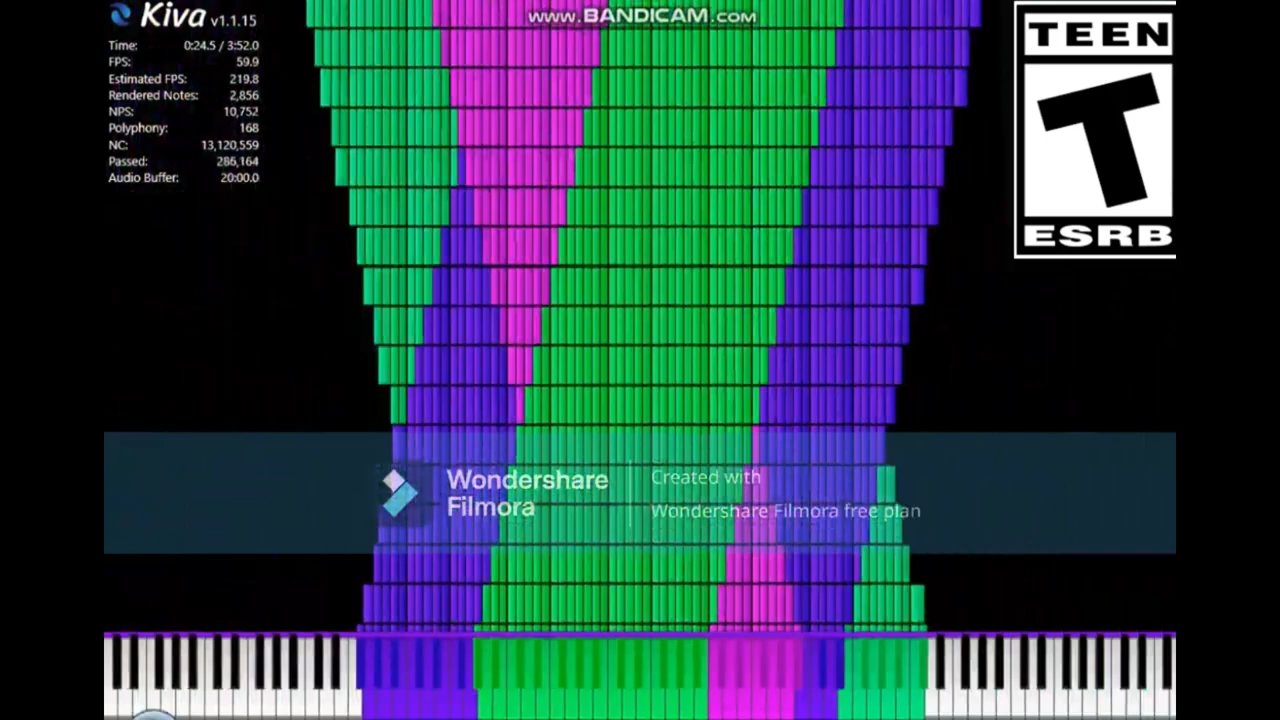 Kiva v1.1.15
www.BANDICAM.com
Time: 0:24.5 / 3:52.0
FPS: 59.9
Estimated FPS: 219.8
Rendered Notes: 2,856
NPS: 10,752
Polyphony: 168
NC: 13,120,559
Passed: 286,164
Audio Buffer: 20:00.0
TEEN
T
ESRB
Wondershare
Filmora
Created with
Wondershare Filmora free plan